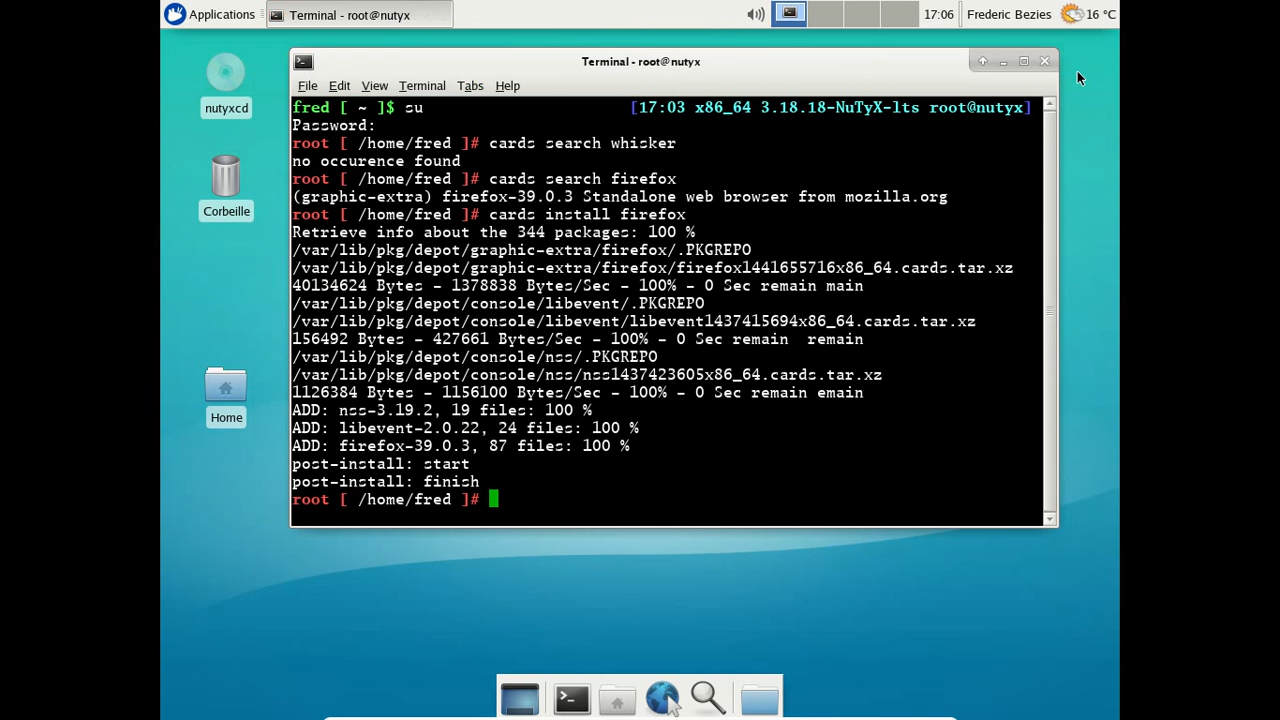 Applications
Terminal - root@nutyx
17:06
Frederic Bezies
16 °C
nutyxcd
Corbeille
Home
Terminal - root@nutyx
File Edit View Terminal Tabs Help
fred [ ~ ]$ su [17:03 x86_64 3.18.18-NuTyX-lts root@nutyx]
Password:
root [ /home/fred ]# cards search whisker
no occurence found
root [ /home/fred ]# cards search firefox
(graphic-extra) firefox-39.0.3 Standalone web browser from mozilla.org
root [ /home/fred ]# cards install firefox
Retrieve info about the 344 packages: 100 %
/var/lib/pkg/depot/graphic-extra/firefox/.PKGREPO
/var/lib/pkg/depot/graphic-extra/firefox/firefox1441655716x86_64.cards.tar.xz
40134624 Bytes - 1378838 Bytes/Sec - 100% - 0 Sec remain main
/var/lib/pkg/depot/console/libevent/.PKGREPO
/var/lib/pkg/depot/console/libevent/libevent1437415694x86_64.cards.tar.xz
156492 Bytes - 427661 Bytes/Sec - 100% - 0 Sec remain  remain
/var/lib/pkg/depot/console/nss/.PKGREPO
/var/lib/pkg/depot/console/nss/nss1437423605x86_64.cards.tar.xz
1126384 Bytes - 1156100 Bytes/Sec - 100% - 0 Sec remain emain
ADD: nss-3.19.2, 19 files: 100 %
ADD: libevent-2.0.22, 24 files: 100 %
ADD: firefox-39.0.3, 87 files: 100 %
post-install: start
post-install: finish
root [ /home/fred ]#